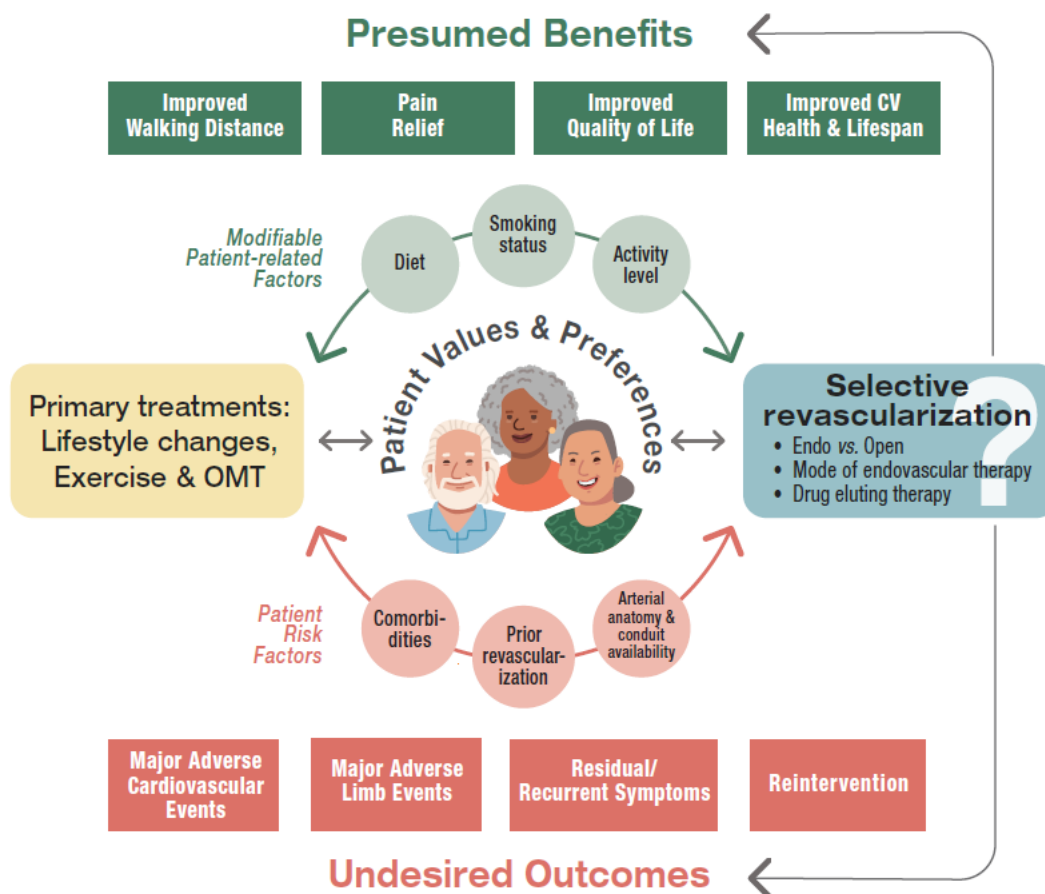 Presumed Benefits
Improved
Walking Distance
Pain
Relief
Improved
Quality of Life
Improved CV
Health & Lifespan
Modifiable
Patient-related
Factors
Diet
Smoking
status
Activity
level
Patient Values & Preferences
Primary treatments:
Lifestyle changes,
Exercise & OMT
Selective
revascularization
?
• Endo vs. Open
• Mode of endovascular therapy
• Drug eluting therapy
Patient
Risk
Factors
Comorbi-
dities
Prior
revascular-
ization
Arterial
anatomy &
conduit
availability
Major Adverse
Cardiovascular
Events
Major Adverse
Limb Events
Residual/
Recurrent Symptoms
Reintervention
Undesired Outcomes